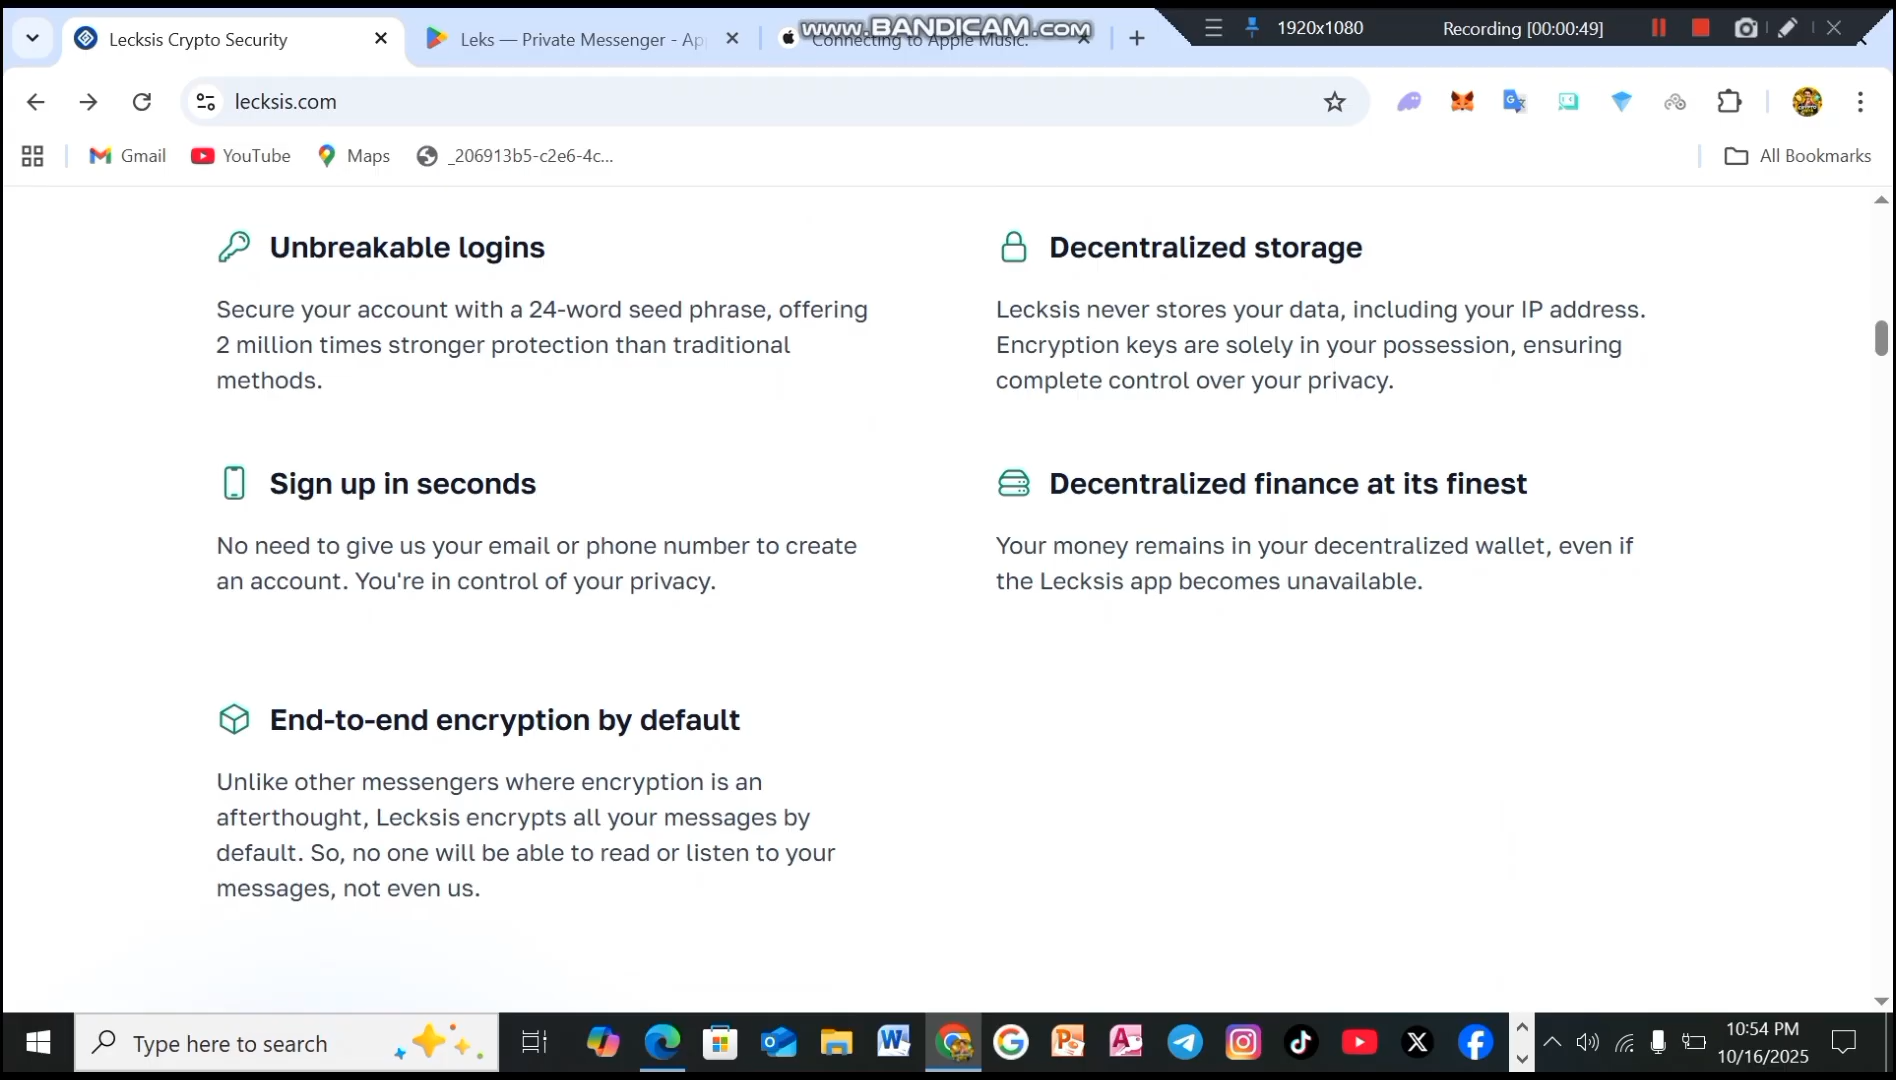 Lecksis Crypto Security
Leks — Private Messenger - Ap
Connecting to Apple Music.
www.BANDICAM.com
1920x1080
Recording [00:00:49]
lecksis.com
Gmail
YouTube
Maps
_206913b5-c2e6-4c...
All Bookmarks
Unbreakable logins
Secure your account with a 24-word seed phrase, offering
2 million times stronger protection than traditional
methods.
Decentralized storage
Lecksis never stores your data, including your IP address.
Encryption keys are solely in your possession, ensuring
complete control over your privacy.
Sign up in seconds
No need to give us your email or phone number to create
an account. You're in control of your privacy.
Decentralized finance at its finest
Your money remains in your decentralized wallet, even if
the Lecksis app becomes unavailable.
End-to-end encryption by default
Unlike other messengers where encryption is an
afterthought, Lecksis encrypts all your messages by
default. So, no one will be able to read or listen to your
messages, not even us.
Type here to search
10:54 PM
10/16/2025